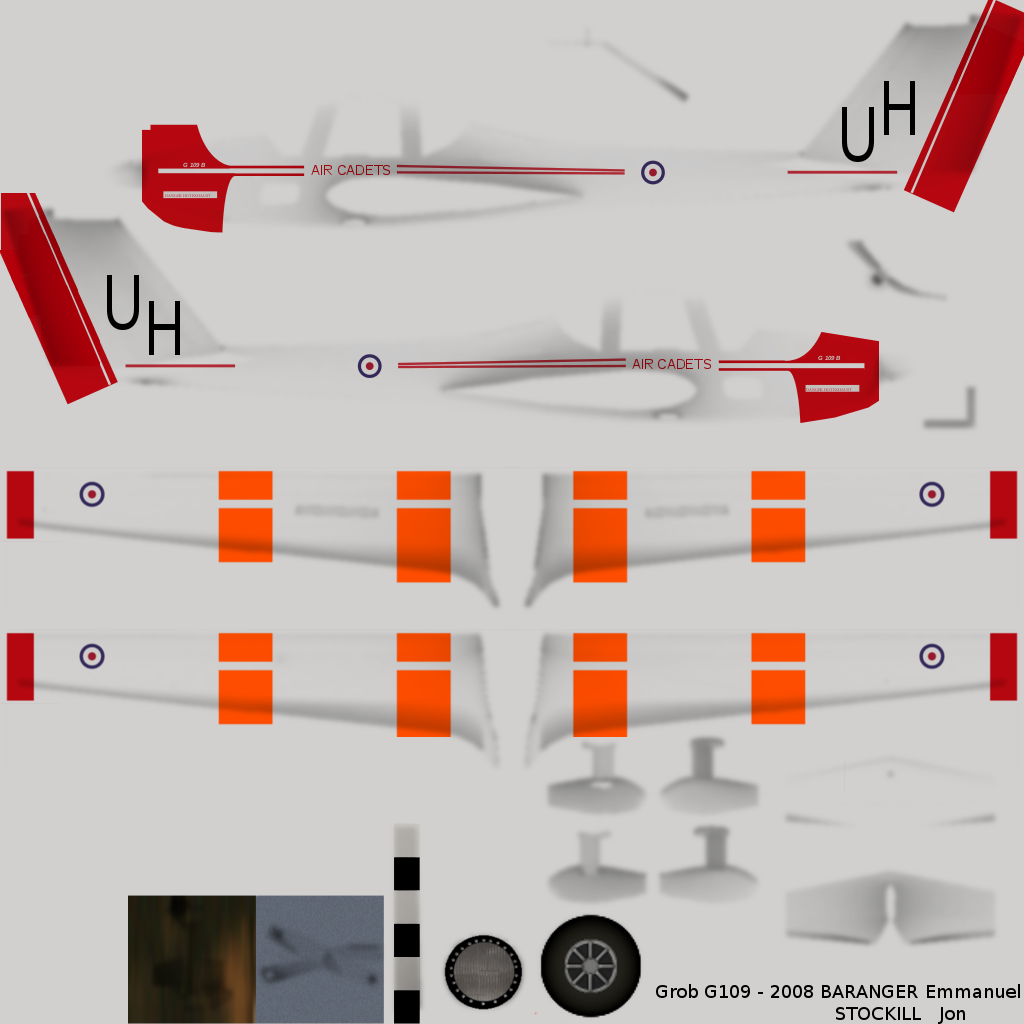 UH
G 109 B
AIR CADETS
UH
G 109 B
AIR CADETS
Grob G109 - 2008 BARANGER Emmanuel
STOCKILL Jon